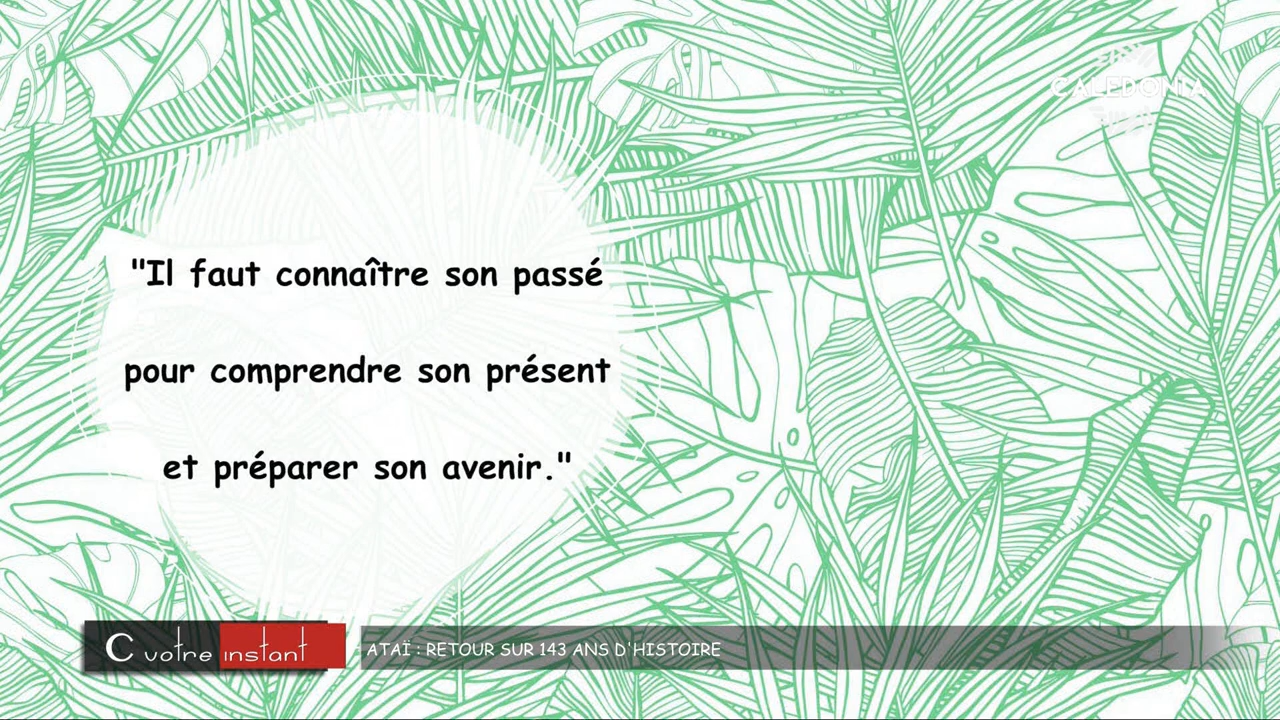 CALEDONIA
"Il faut connaître son passé
pour comprendre son présent
et préparer son avenir."
C votre instant
ATAÏ : RETOUR SUR 143 ANS D'HISTOIRE